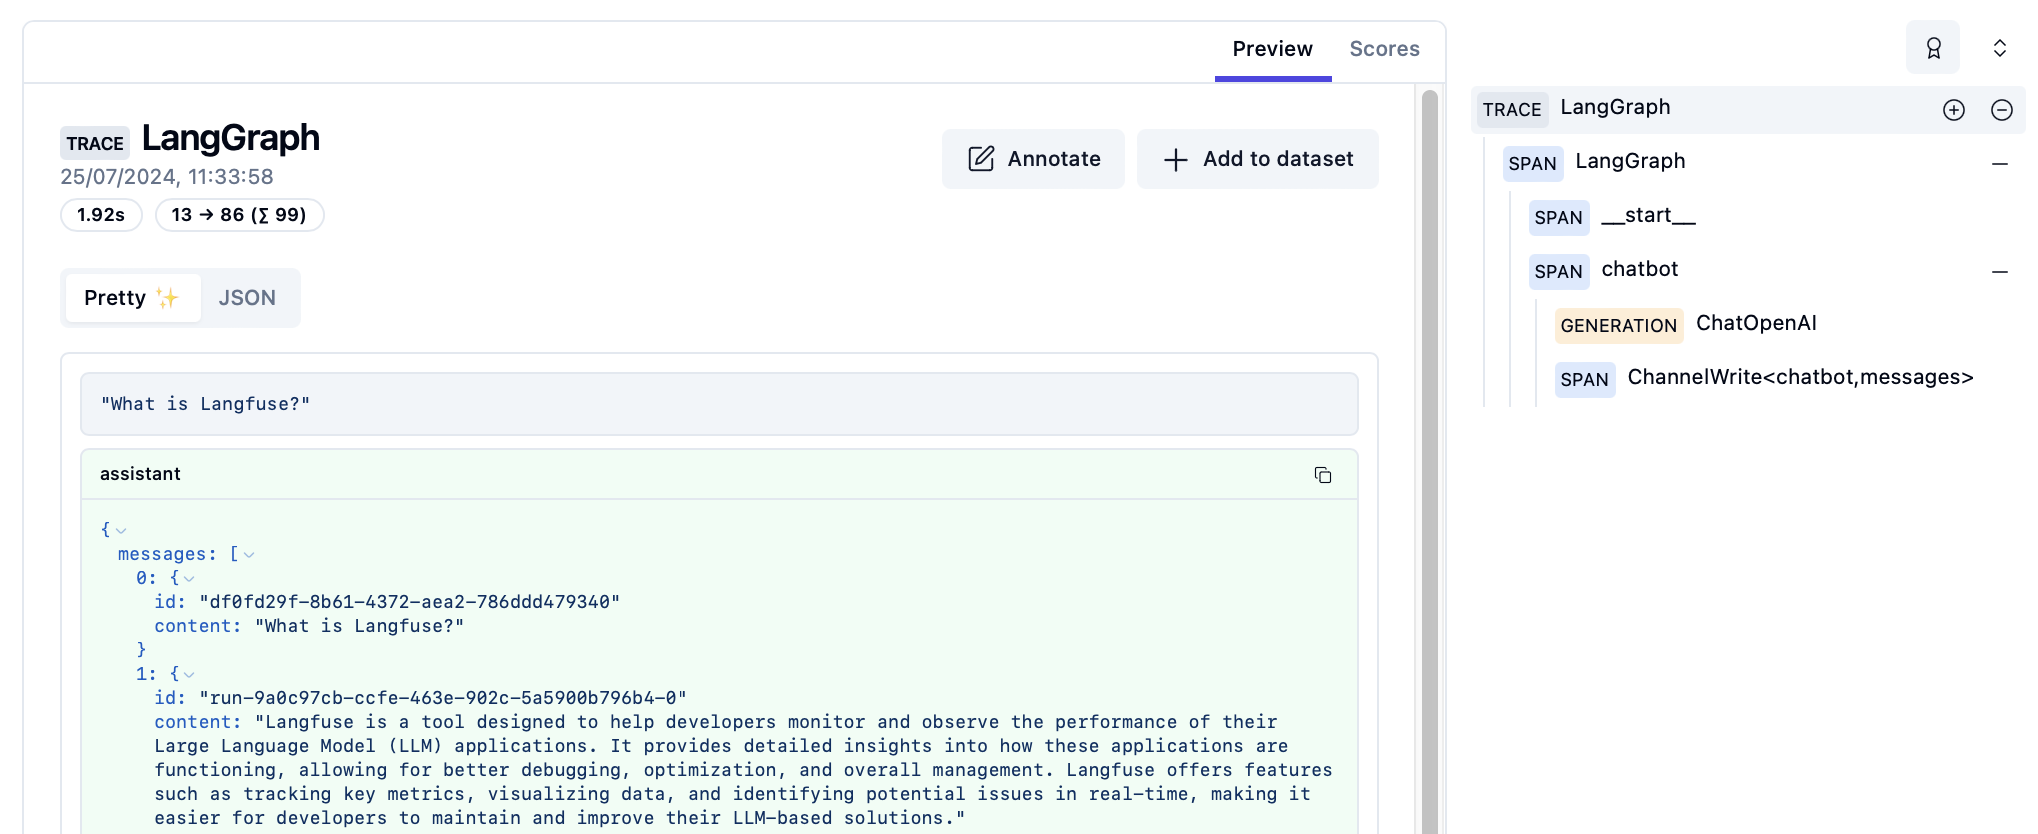 Preview Scores
TRACE LangGraph
25/07/2024, 11:33:58
1.92s 13 → 86 (∑ 99)
Annotate
Add to dataset
Pretty ✨ JSON
"What is Langfuse?"
assistant
{
messages: [
0: {
id: "df0fd29f-8b61-4372-aea2-786ddd479340"
content: "What is Langfuse?"
}
1: {
id: "run-9a0c97cb-ccfe-463e-902c-5a5900b796b4-0"
content: "Langfuse is a tool designed to help developers monitor and observe the performance of their
Large Language Model (LLM) applications. It provides detailed insights into how these applications are
functioning, allowing for better debugging, optimization, and overall management. Langfuse offers features
such as tracking key metrics, visualizing data, and identifying potential issues in real-time, making it
easier for developers to maintain and improve their LLM-based solutions."
TRACE LangGraph
SPAN LangGraph
SPAN __start__
SPAN chatbot
GENERATION ChatOpenAI
SPAN ChannelWrite<chatbot,messages>